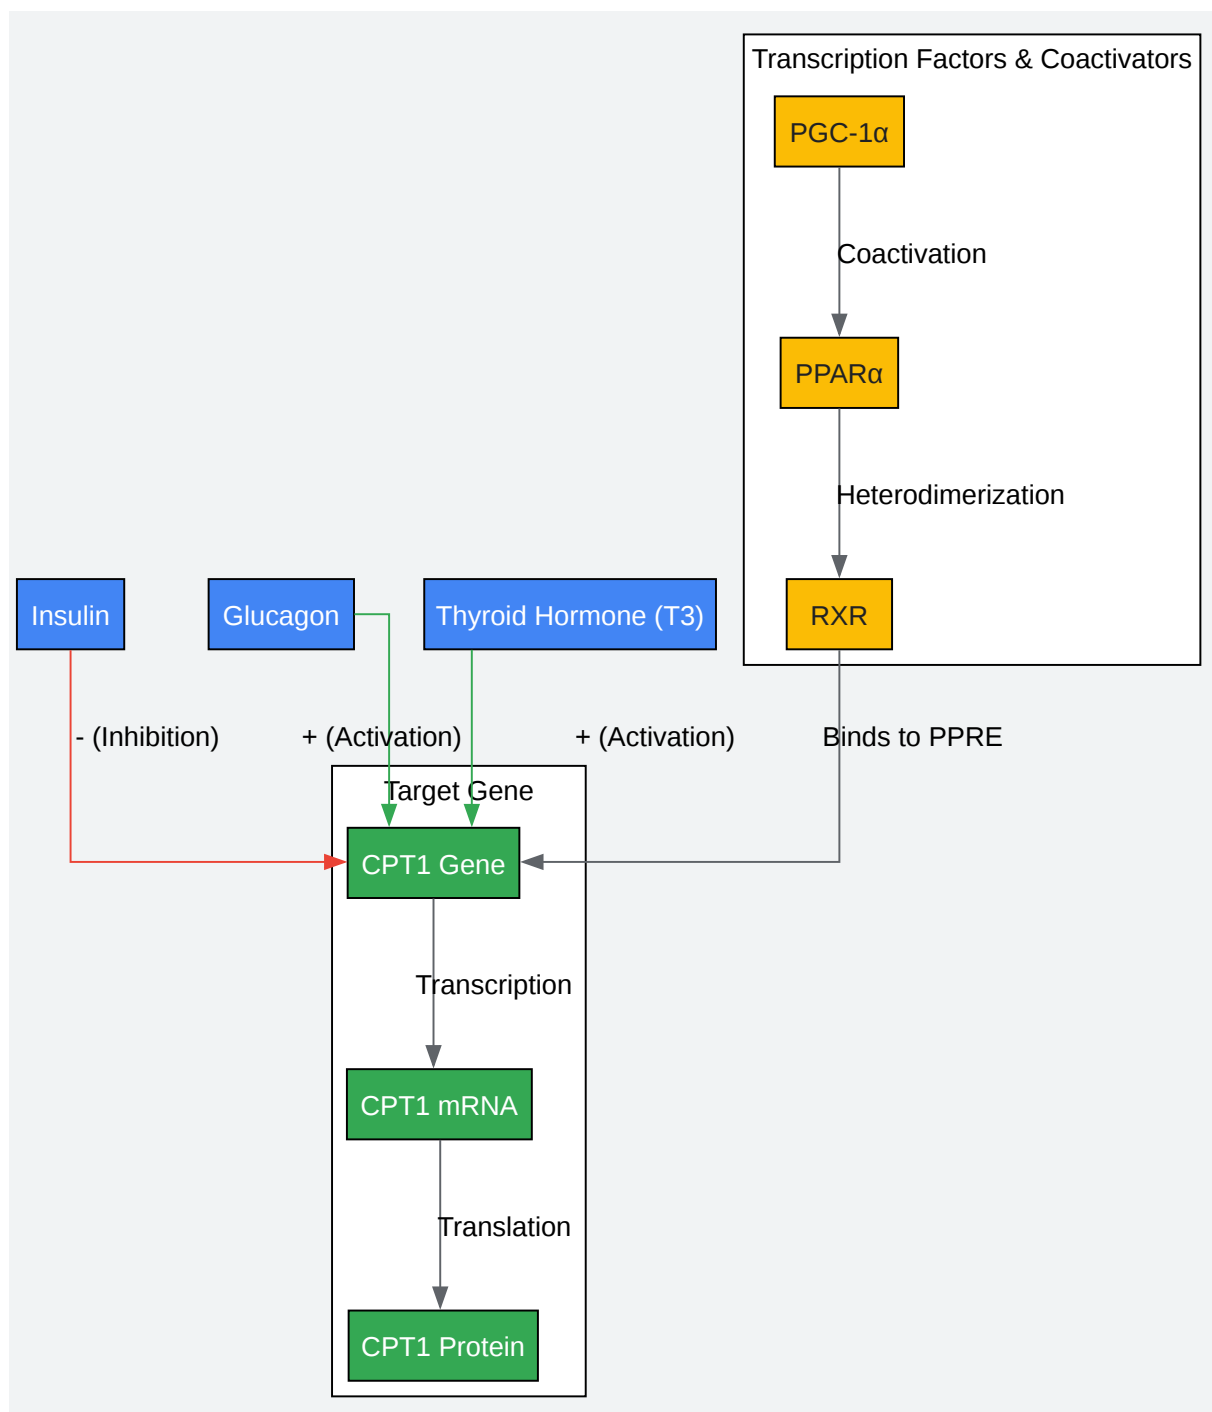 Transcription Factors & Coactivators
PGC-1α
Coactivation
PPARα
Heterodimerization
Insulin
Glucagon
Thyroid Hormone (T3)
RXR
- (Inhibition)
+ (Activation)
+ (Activation)
Binds to PPRE
Target Gene
CPT1 Gene
Transcription
CPT1 mRNA
Translation
CPT1 Protein